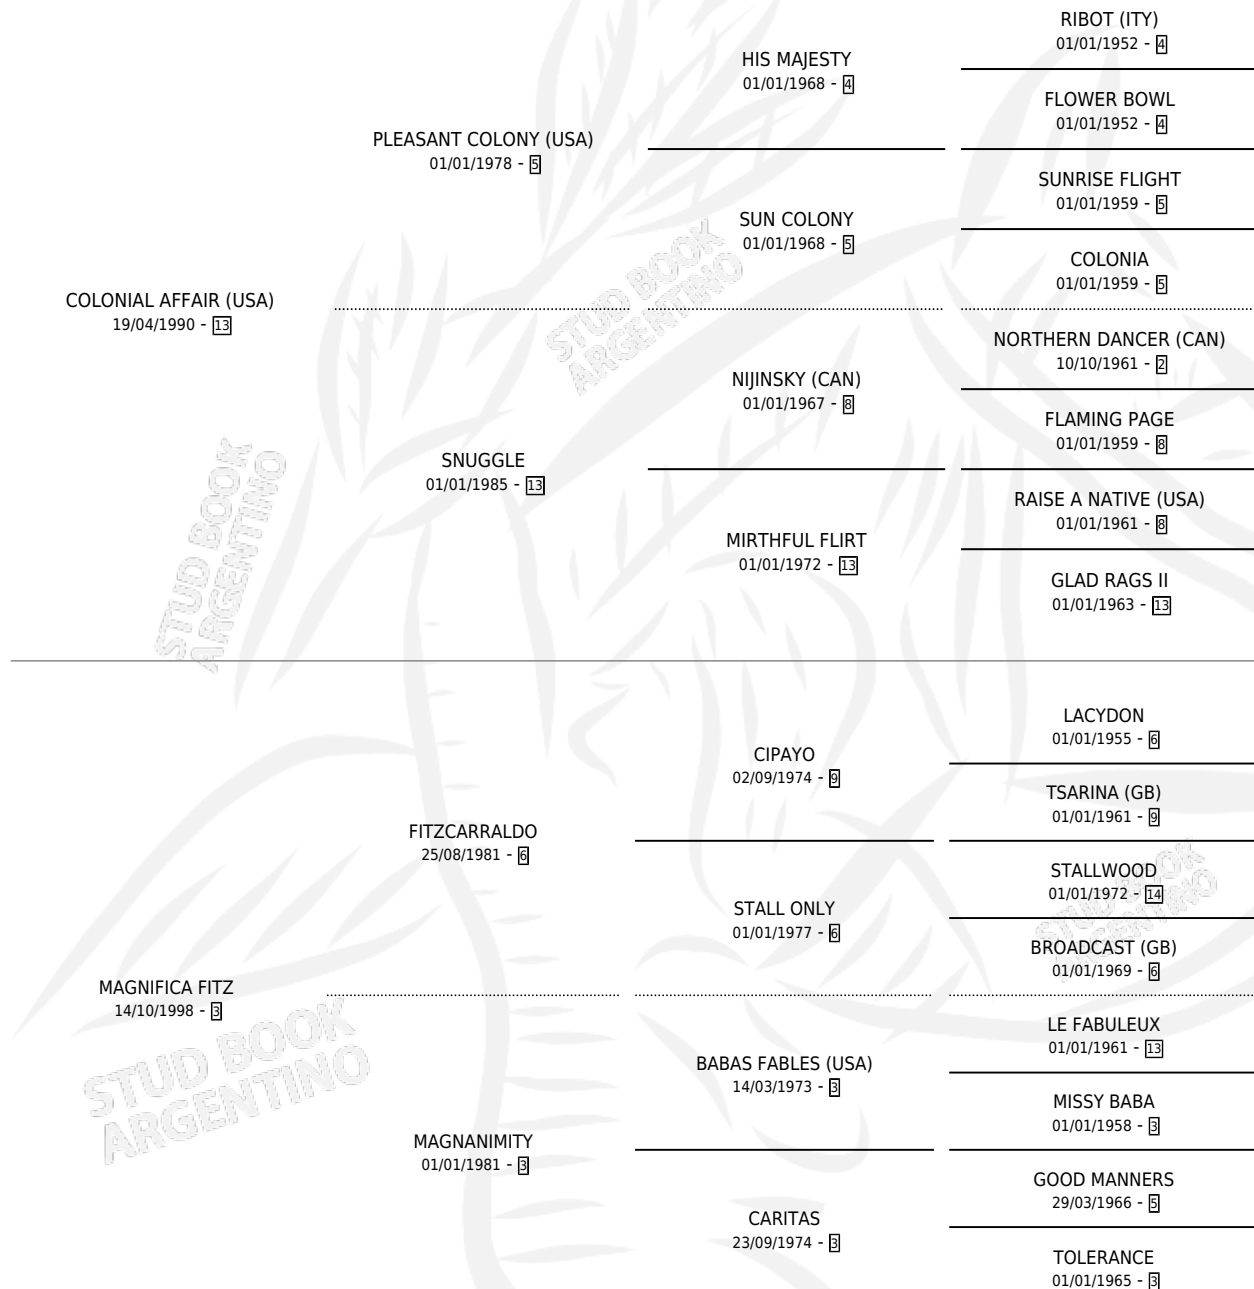 RIBOT (ITY)
01/01/1952 - 4
HIS MAJESTY
01/01/1968 - 4
FLOWER BOWL
01/01/1952 - 4
PLEASANT COLONY (USA)
01/01/1978 - 5
SUNRISE FLIGHT
01/01/1959 - 5
SUN COLONY
01/01/1968 - 5
COLONIA
01/01/1959 - 5
COLONIAL AFFAIR (USA)
19/04/1990 - 13
NORTHERN DANCER (CAN)
10/10/1961 - 2
NIJINSKY (CAN)
01/01/1967 - 8
FLAMING PAGE
01/01/1959 - 8
SNUGGLE
01/01/1985 - 13
RAISE A NATIVE (USA)
01/01/1961 - 8
MIRTHFUL FLIRT
01/01/1972 - 13
GLAD RAGS II
01/01/1963 - 13
LACYDON
01/01/1955 - 6
CIPAYO
02/09/1974 - 9
TSARINA (GB)
01/01/1961 - 9
FITZCARRALDO
25/08/1981 - 6
STALLWOOD
01/01/1972 - 14
STALL ONLY
01/01/1977 - 6
BROADCAST (GB)
01/01/1969 - 6
MAGNIFICA FITZ
14/10/1998 - 3
LE FABULEUX
01/01/1961 - 13
BABAS FABLES (USA)
14/03/1973 - 3
MISSY BABA
01/01/1958 - 3
MAGNANIMITY
01/01/1981 - 3
GOOD MANNERS
29/03/1966 - 5
CARITAS
23/09/1974 - 3
TOLERANCE
01/01/1965 - 3
STUD BOOK
ARGENTINO
STUD BOOK
ARGENTINO
STUD BOOK
ARGENTINO
STUD BOOK
ARGENTINO